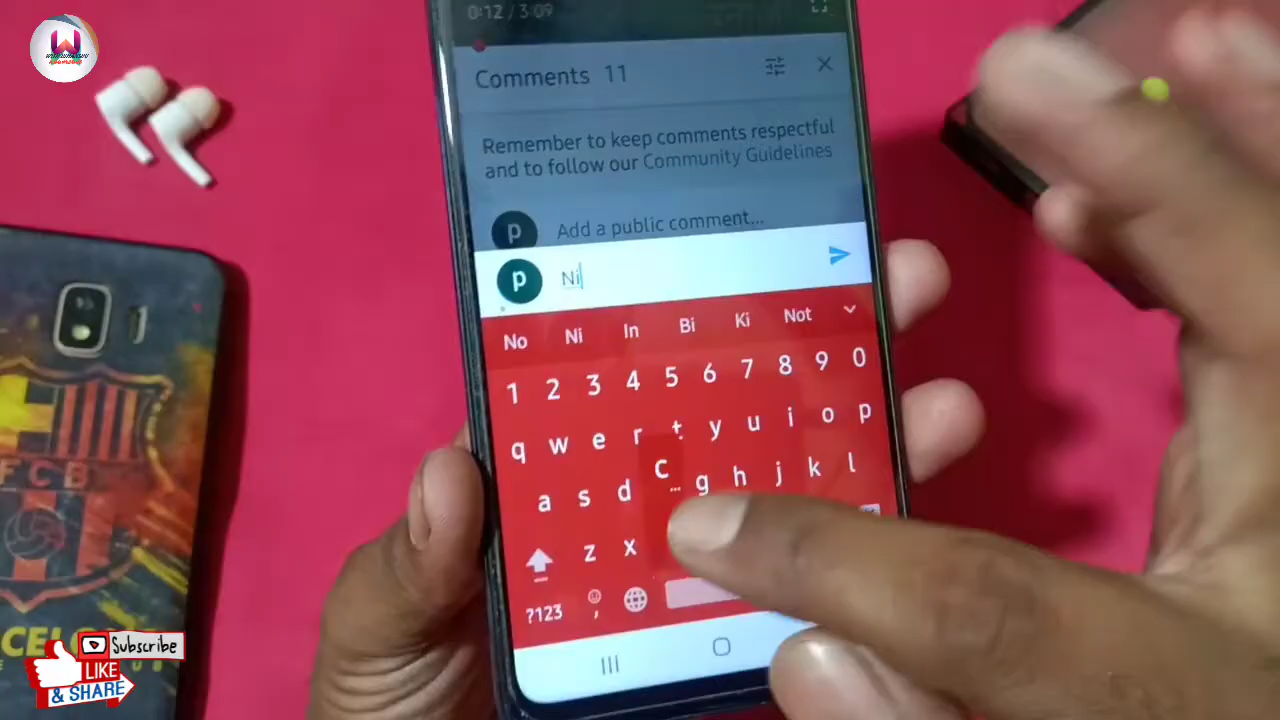 0:12 / 3:09
Comments 11
Remember to keep comments respectful
and to follow our Community Guidelines
p Add a public comment...
p Ni
No Ni In Bi Ki Not
1 2 3 4 5 6 7 8 9 0
q w e r t y u i o p
a s d c g h j k l
z x
?123 ,
FCB
Subscribe
LIKE
& SHARE